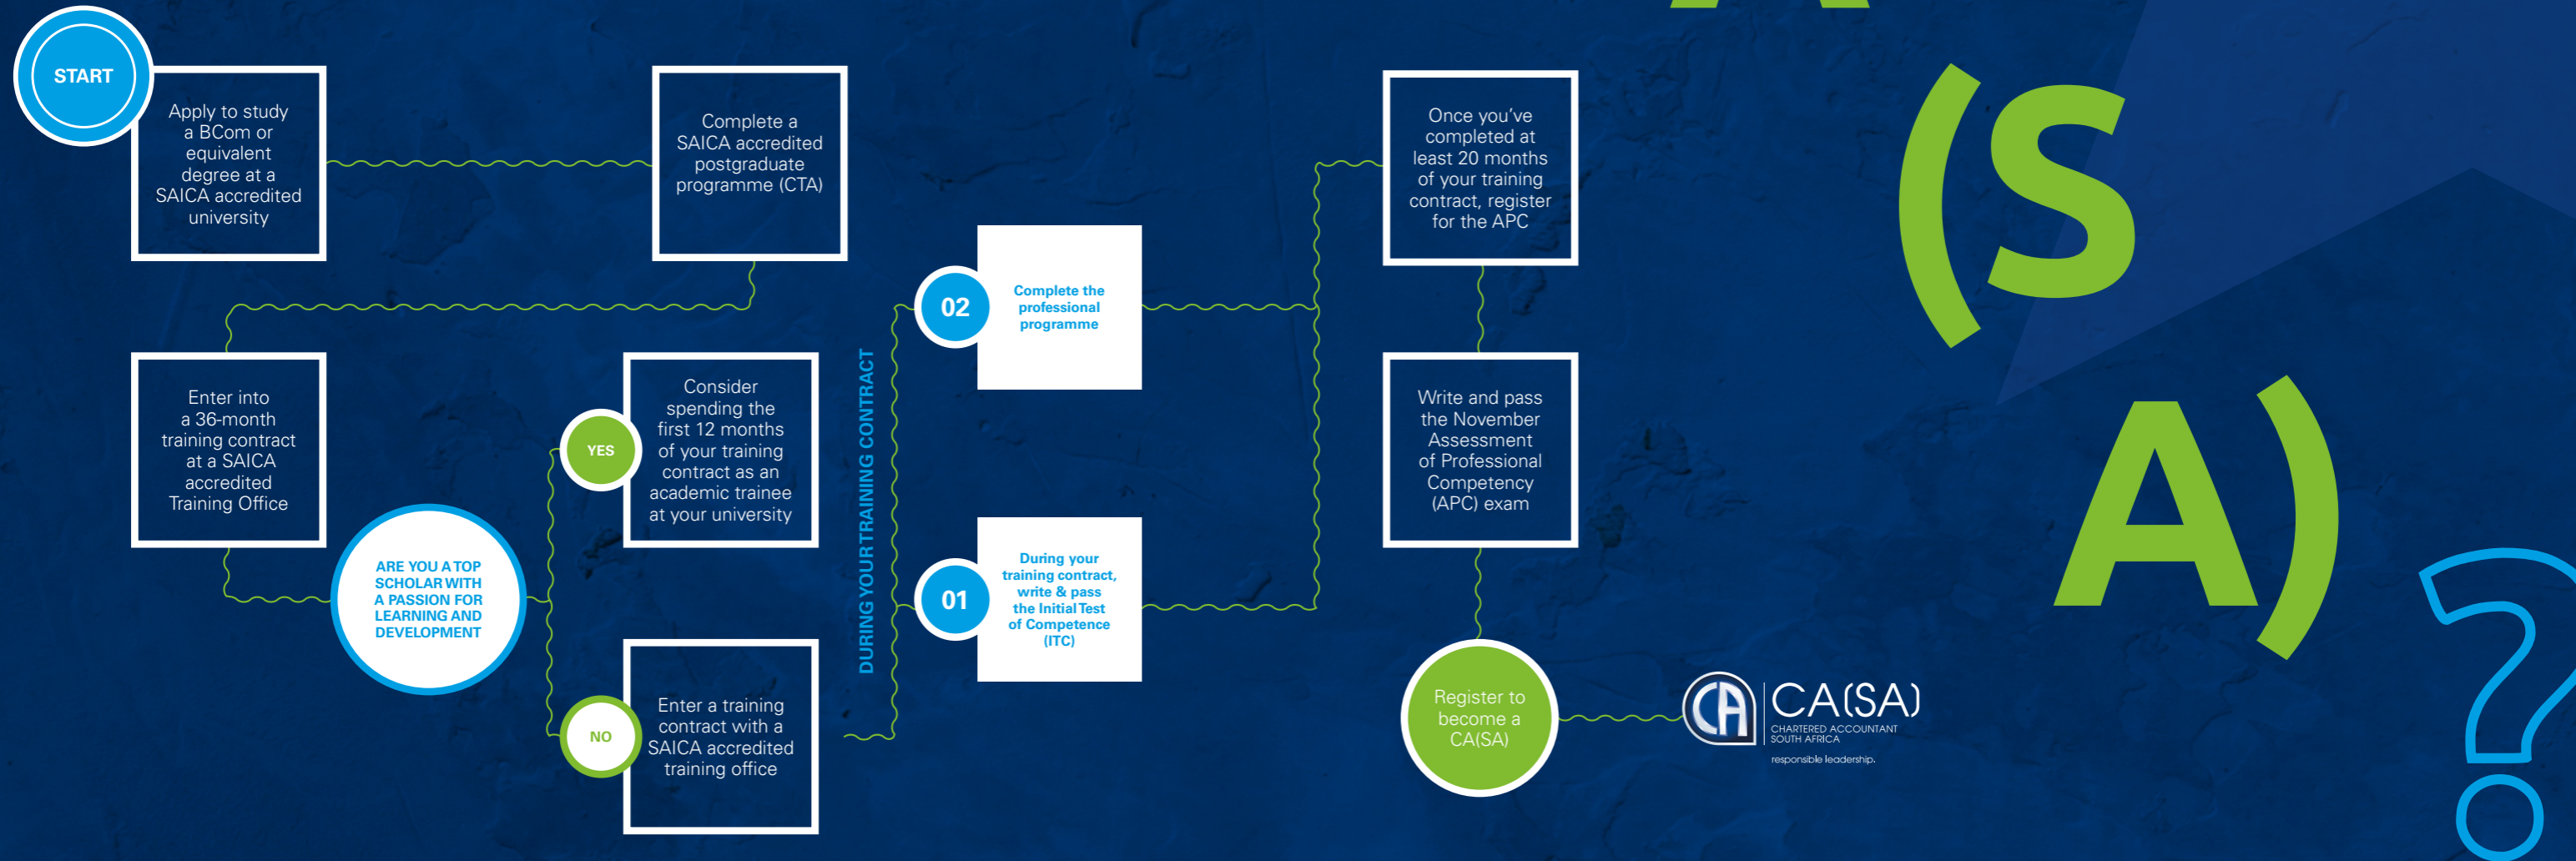 START
Apply to study
a BCom or
equivalent
degree at a
SAICA accredited
university
Complete a
SAICA accredited
postgraduate
programme (CTA)
Enter into
a 36-month
training contract
at a SAICA
accredited
Training Office
ARE YOU A TOP
SCHOLAR WITH
A PASSION FOR
LEARNING AND
DEVELOPMENT
YES
Consider
spending the
first 12 months
of your training
contract as an
academic trainee
at your university
NO
Enter a training
contract with a
SAICA accredited
training office
DURING YOUR TRAINING CONTRACT
02
Complete the
professional
programme
01
During your
training contract,
write & pass
the Initial Test
of Competence
(ITC)
Once you’ve
completed at
least 20 months
of your training
contract, register
for the APC
Write and pass
the November
Assessment
of Professional
Competency
(APC) exam
Register to
become a
CA(SA)
CA
CA(SA)
CHARTERED ACCOUNTANT
SOUTH AFRICA
responsible leadership.
(S
A)
?